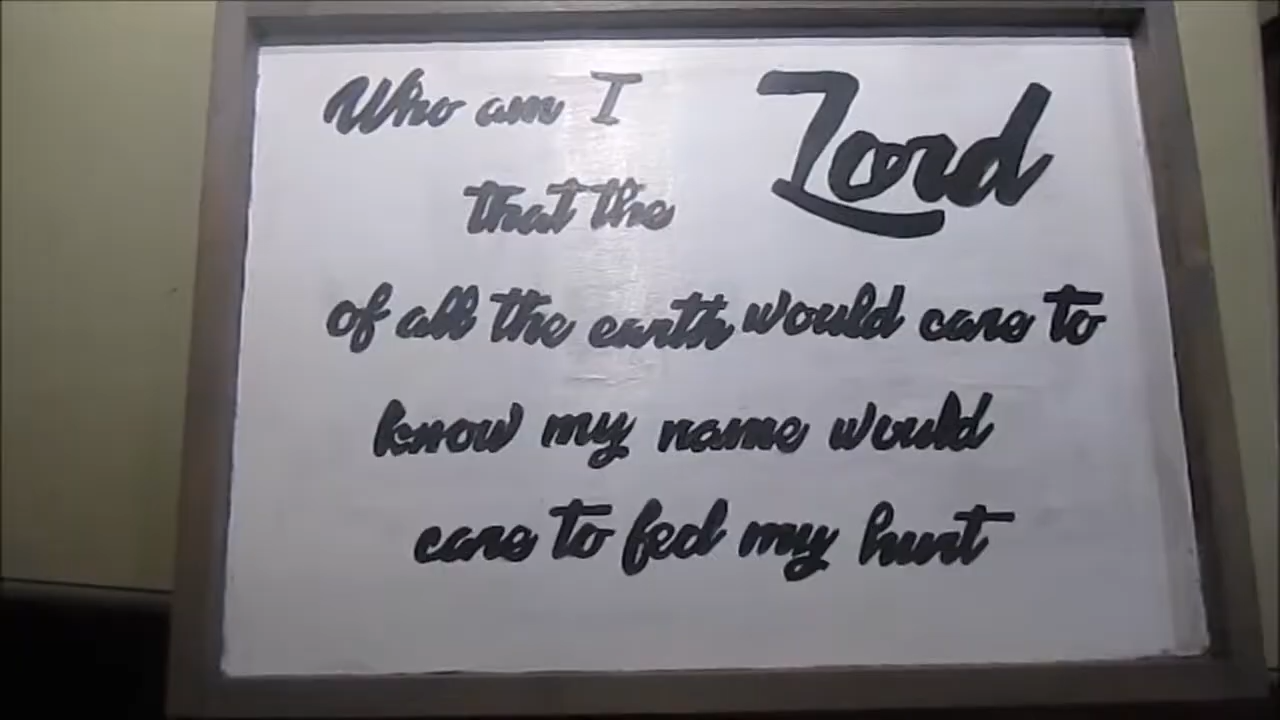 Who am I
that the Lord
of all the earth would care to
know my name would
care to fed my hurt